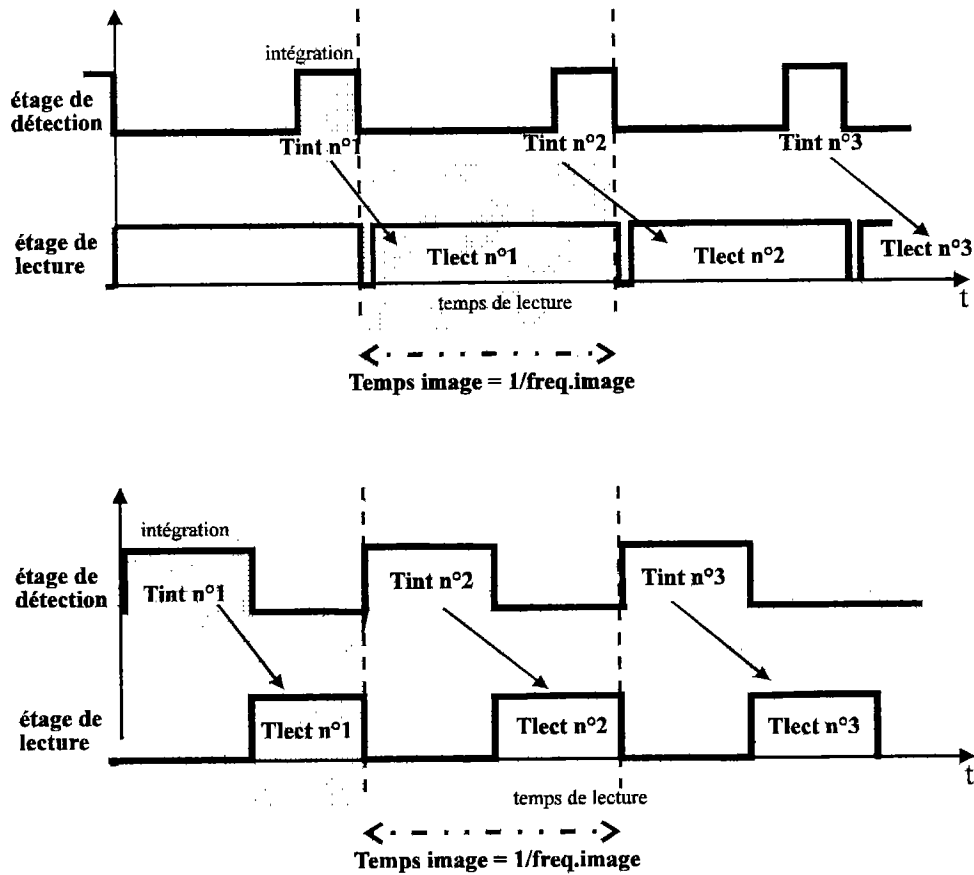 intégration
étage de
détection
Tint n°1
Tint n°2
Tint n°3
étage de
lecture
Tlect n°1
Tlect n°2
Tlect n°3
t
temps de lecture
Temps image = 1/freq.image
intégration
étage de
détection
Tint n°1
Tint n°2
Tint n°3
étage de
lecture
Tlect n°1
Tlect n°2
Tlect n°3
t
temps de lecture
Temps image = 1/freq.image